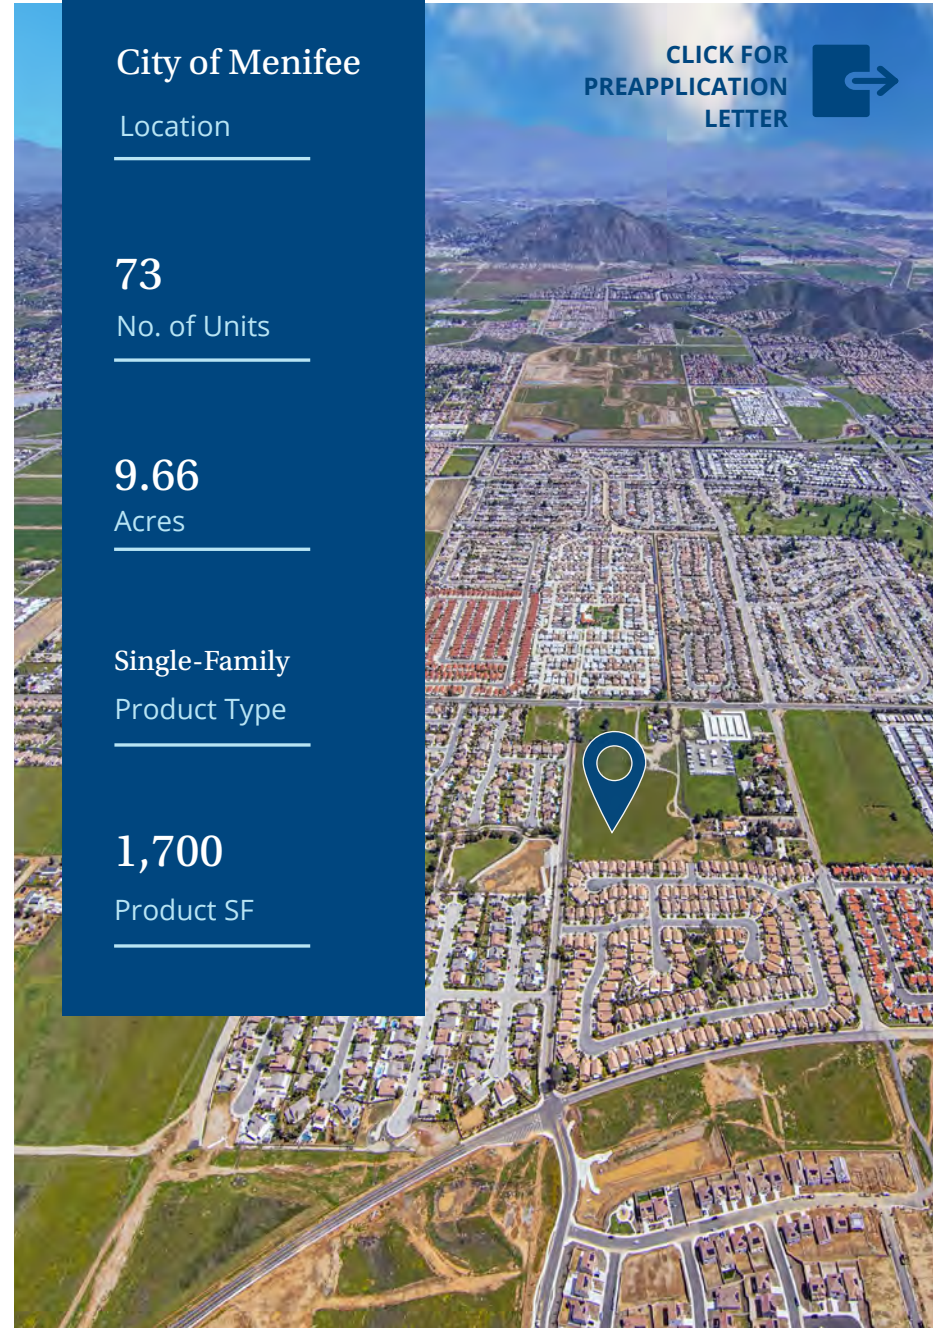 City of Menifee
Location
73
No. of Units
9.66
Acres
Single-Family
Product Type
1,700
Product SF
CLICK FOR
PREAPPLICATION
LETTER